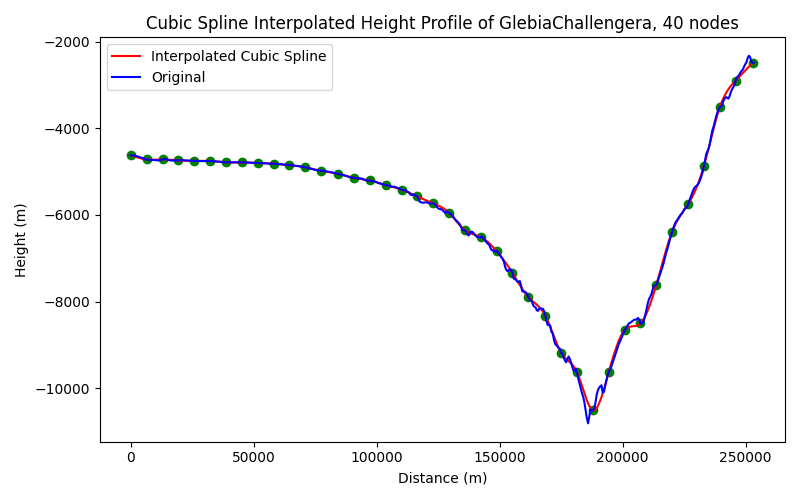 Cubic Spline Interpolated Height Profile of GlebiaChallengera, 40 nodes
Interpolated Cubic Spline
Original
−2000
−4000
−6000
−8000
−10000
Height (m)
0
50000
100000
150000
200000
250000
Distance (m)